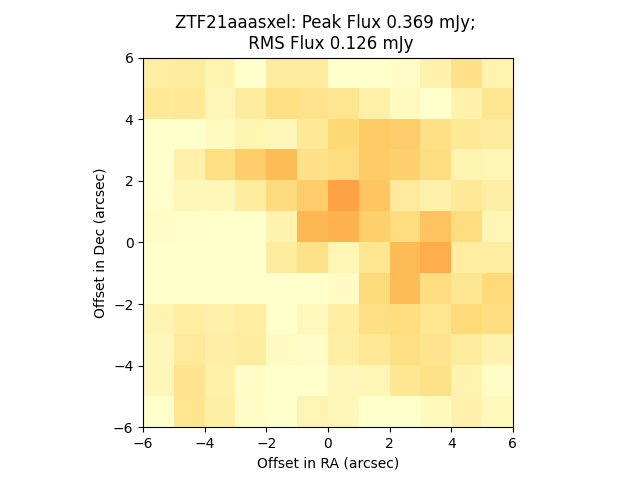 ZTF21aaasxel: Peak Flux 0.369 mJy;
RMS Flux 0.126 mJy
6
4
2
0
−2
−4
−6
Offset in Dec (arcsec)
−6 −4 −2 0 2 4 6
Offset in RA (arcsec)